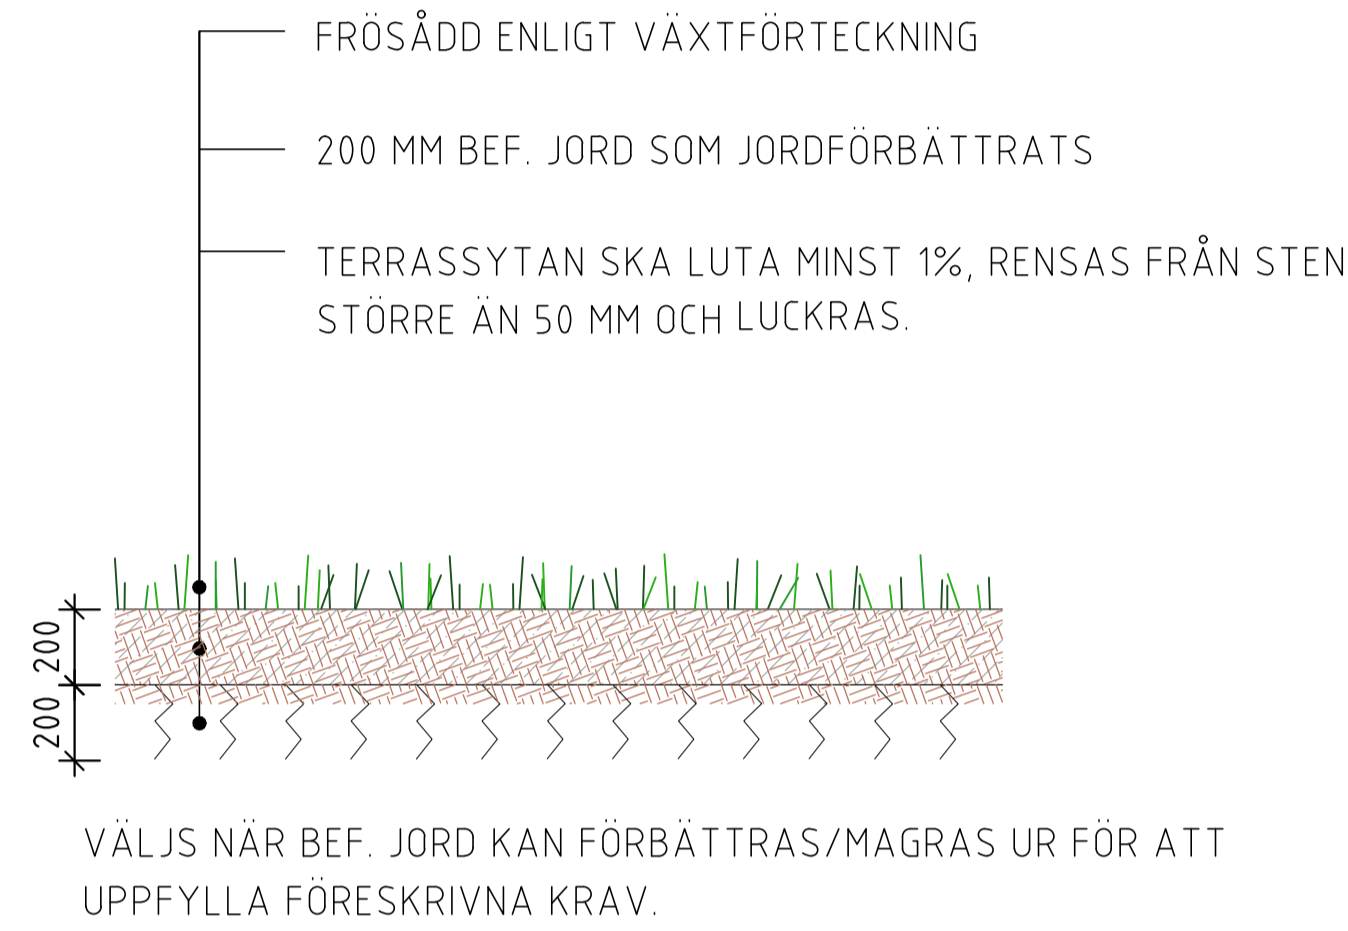 FRÖSÅDD ENLIGT VÄXTFÖRTECKNING
200 MM BEF. JORD SOM JORDFÖRBÄTTRATS
TERRASSYTAN SKA LUTA MINST 1%, RENSAS FRÅN STEN
STÖRRE ÄN 50 MM OCH LUCKRAS.
200
200
VÄLJS NÄR BEF. JORD KAN FÖRBÄTTRAS/MAGRAS UR FÖR ATT
UPPFYLLA FÖRESKRIVNA KRAV.